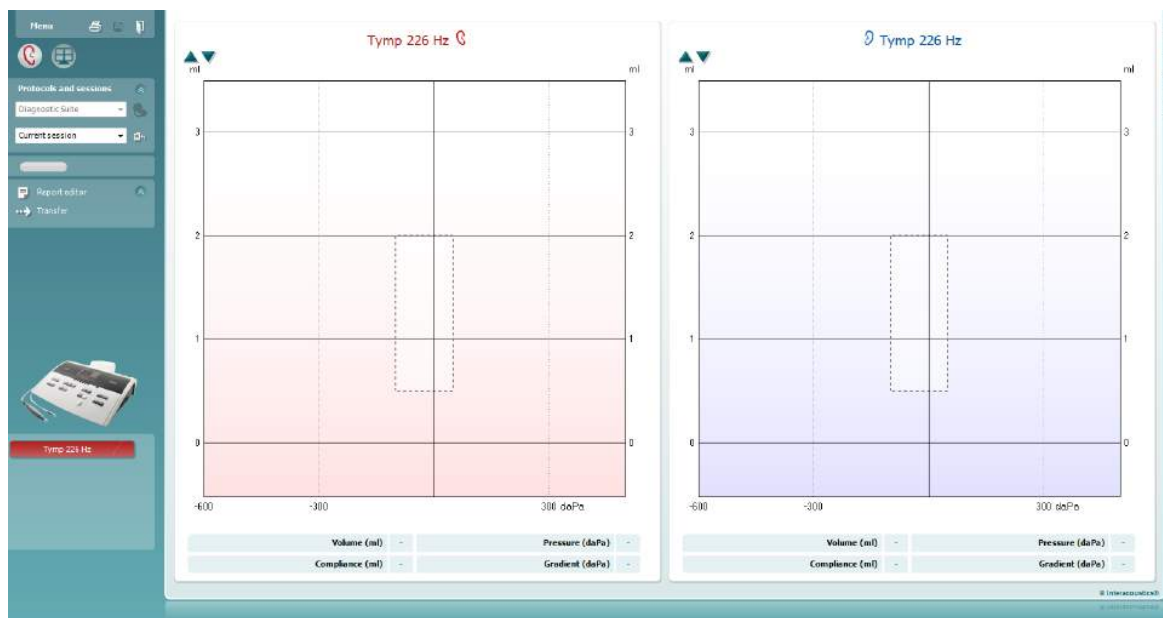 Menu
Protocols and sessions
Diagnostic Suite
Current session
Report editor
Transfer
Tymp 226 Hz
Tymp 226 Hz
ml
ml
3
3
2
2
1
1
0
0
-600
-300
300 daPa
Volume (ml) -
Pressure (daPa) -
Compliance (ml) -
Gradient (daPa) -
Tymp 226 Hz
ml
ml
3
3
2
2
1
1
0
0
-600
-300
300 daPa
Volume (ml) -
Pressure (daPa) -
Compliance (ml) -
Gradient (daPa) -
© Interacoustics®